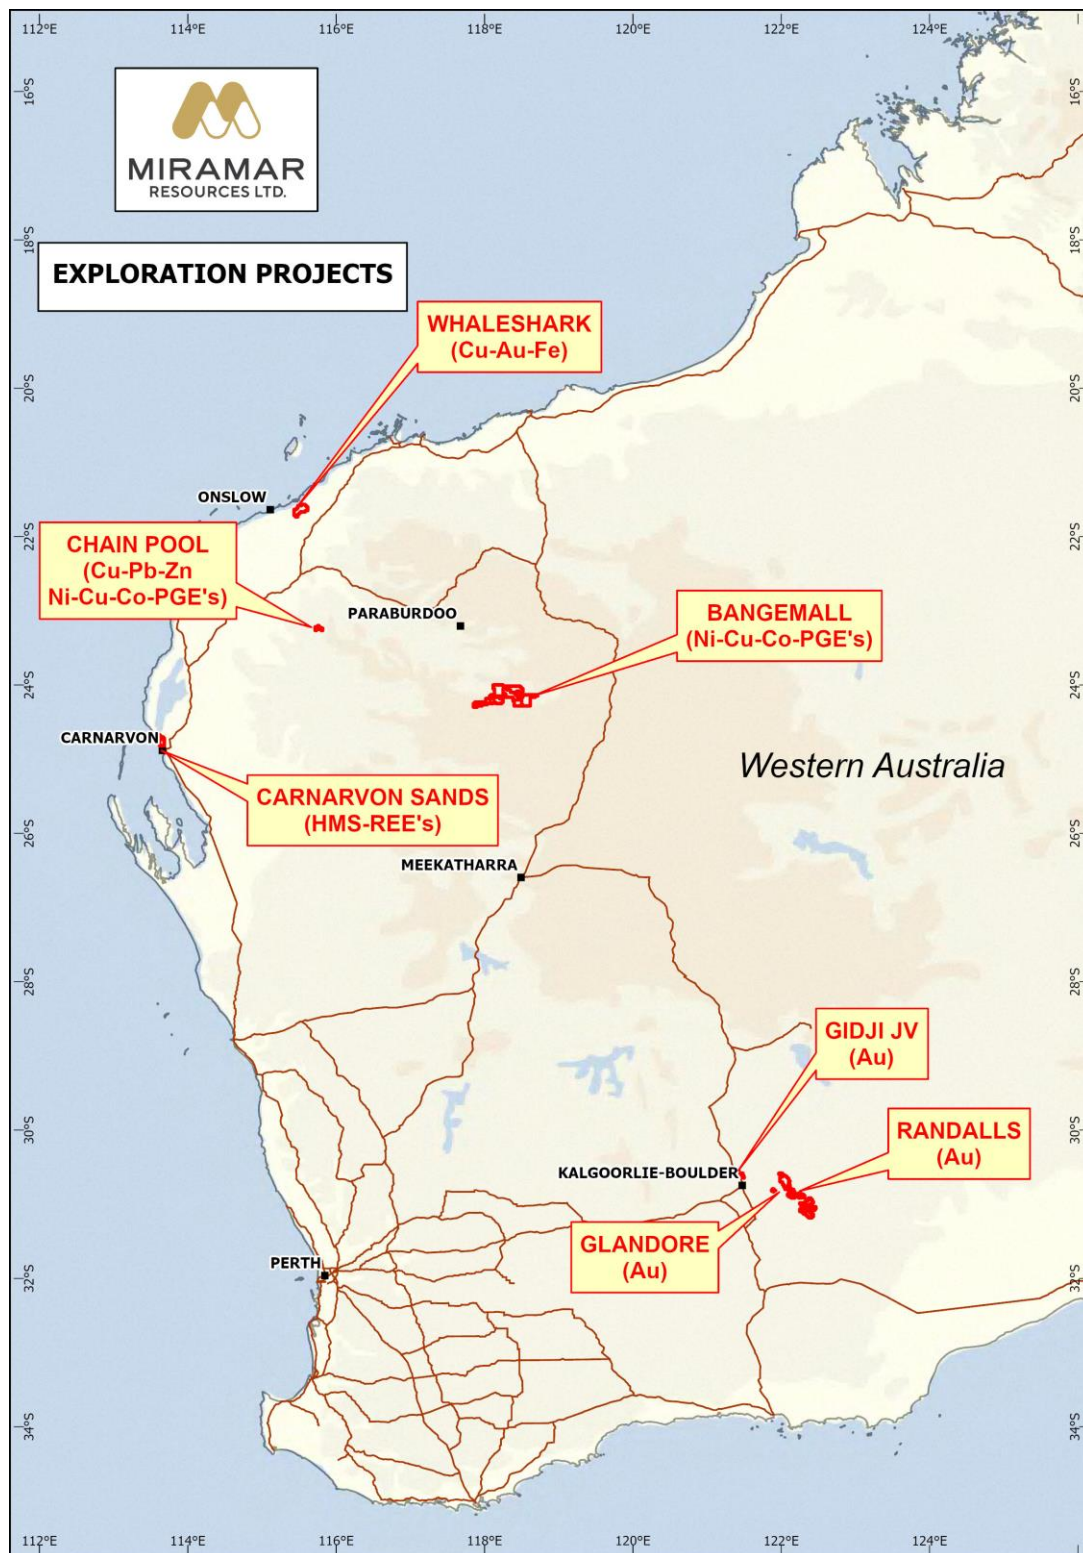 112°E 114°E 116°E 118°E 120°E 122°E 124°E
16°S
16°S
MIRAMAR
RESOURCES LTD.
18°S
18°S
EXPLORATION PROJECTS
WHALESHARK
(Cu-Au-Fe)
20°S
20°S
ONSLOW
22°S
22°S
CHAIN POOL
(Cu-Pb-Zn
Ni-Cu-Co-PGE's)
PARABURDOO
BANGEMALL
(Ni-Cu-Co-PGE's)
24°S
24°S
CARNARVON
Western Australia
CARNARVON SANDS
(HMS-REE's)
26°S
26°S
MEEKATHARRA
28°S
28°S
GIDJI JV
(Au)
30°S
30°S
RANDALLS
(Au)
KALGOORLIE-BOULDER
GLANDORE
(Au)
PERTH
32°S
32°S
34°S
34°S
112°E 114°E 116°E 118°E 120°E 122°E 124°E